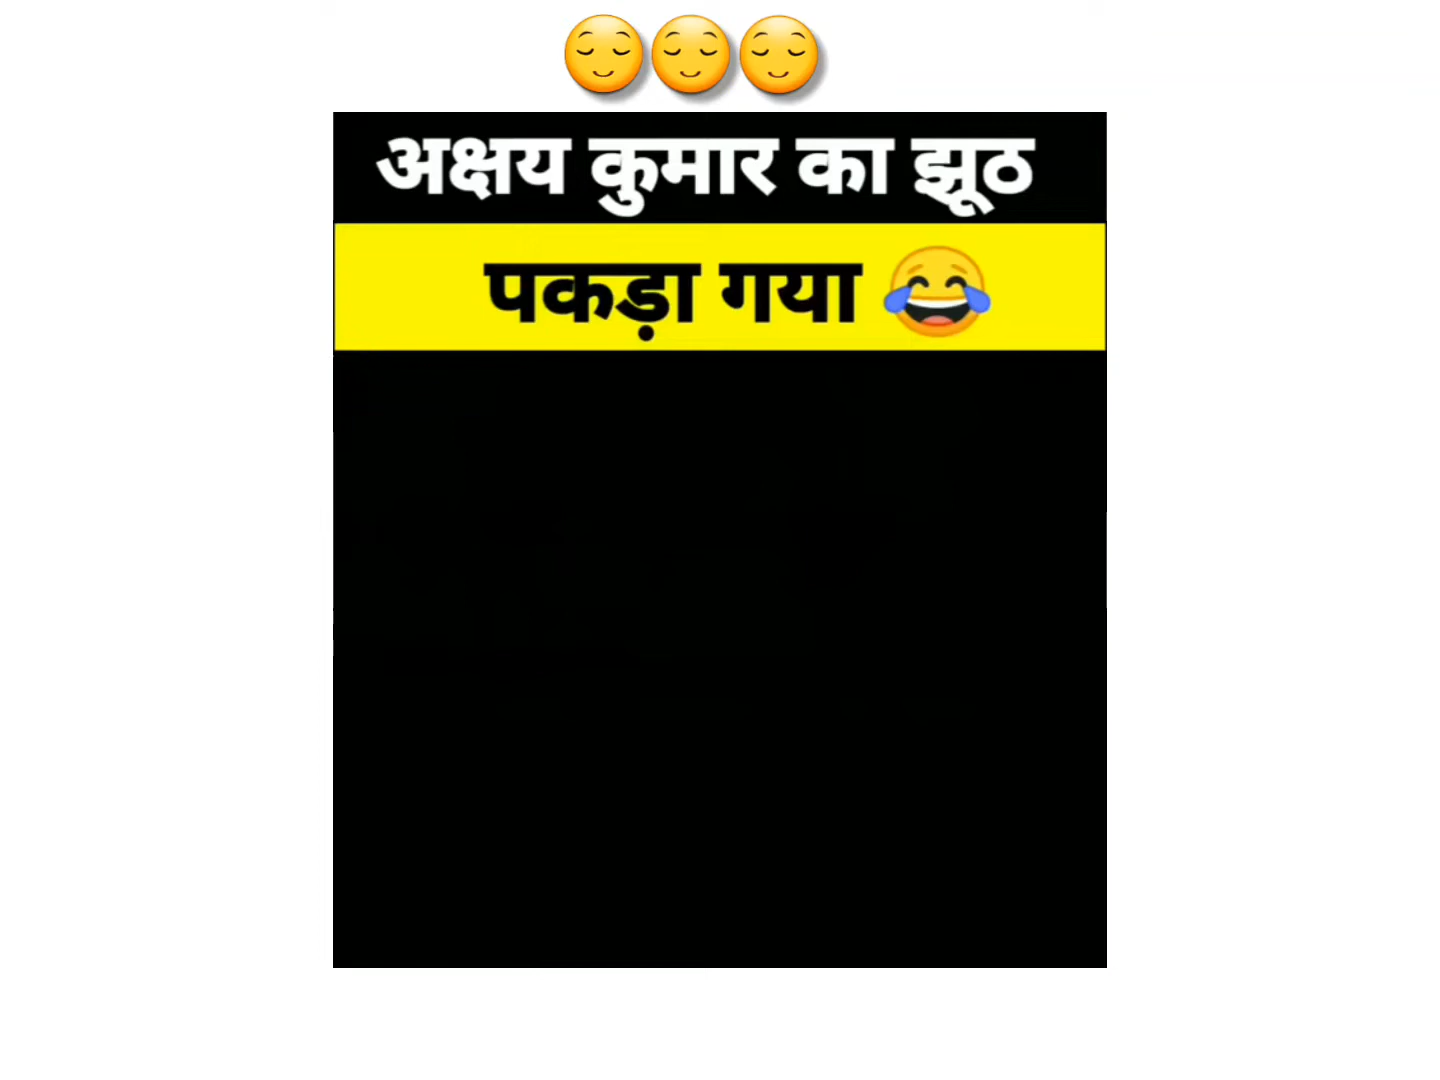 अक्षय कुमार का झूठ
पकड़ा गया 😂